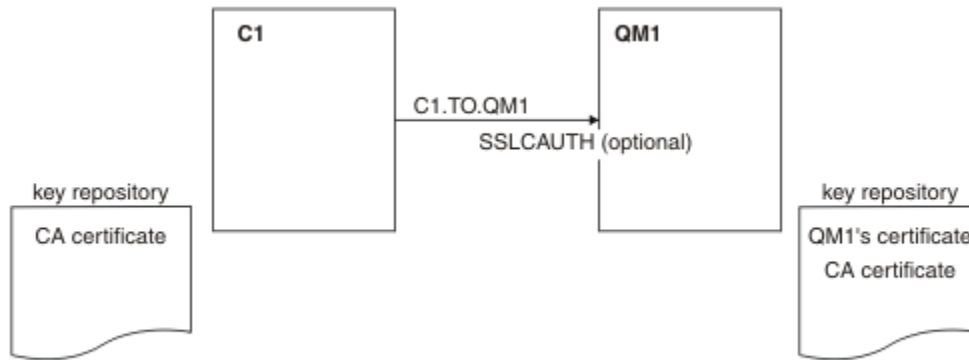 C1
QM1
C1.TO.QM1
SSLCAUTH (optional)
key repository
key repository
CA certificate
QM1's certificate
CA certificate